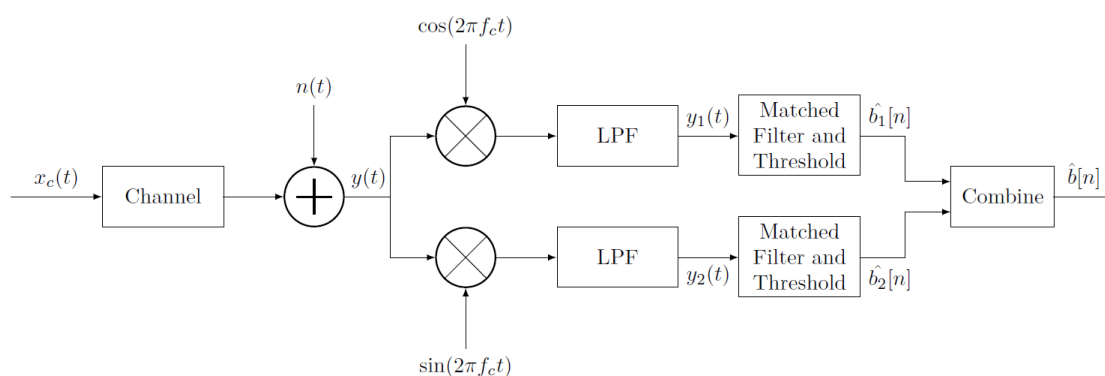 cos(2πf_c t)
n(t)
x_c(t)
Channel
y(t)
LPF
y_1(t)
Matched
Filter and
Threshold
b̂_1[n]
Combine
b̂[n]
LPF
y_2(t)
Matched
Filter and
Threshold
b̂_2[n]
sin(2πf_c t)